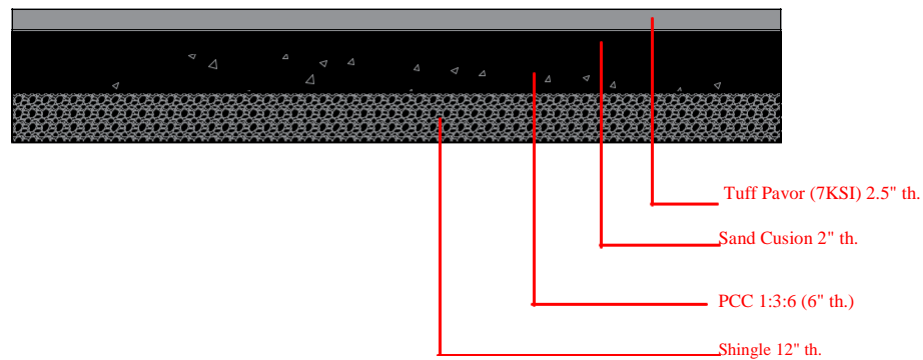 Tuff Pavor (7KSI) 2.5" th.
Sand Cusion 2" th.
PCC 1:3:6 (6" th.)
Shingle 12" th.